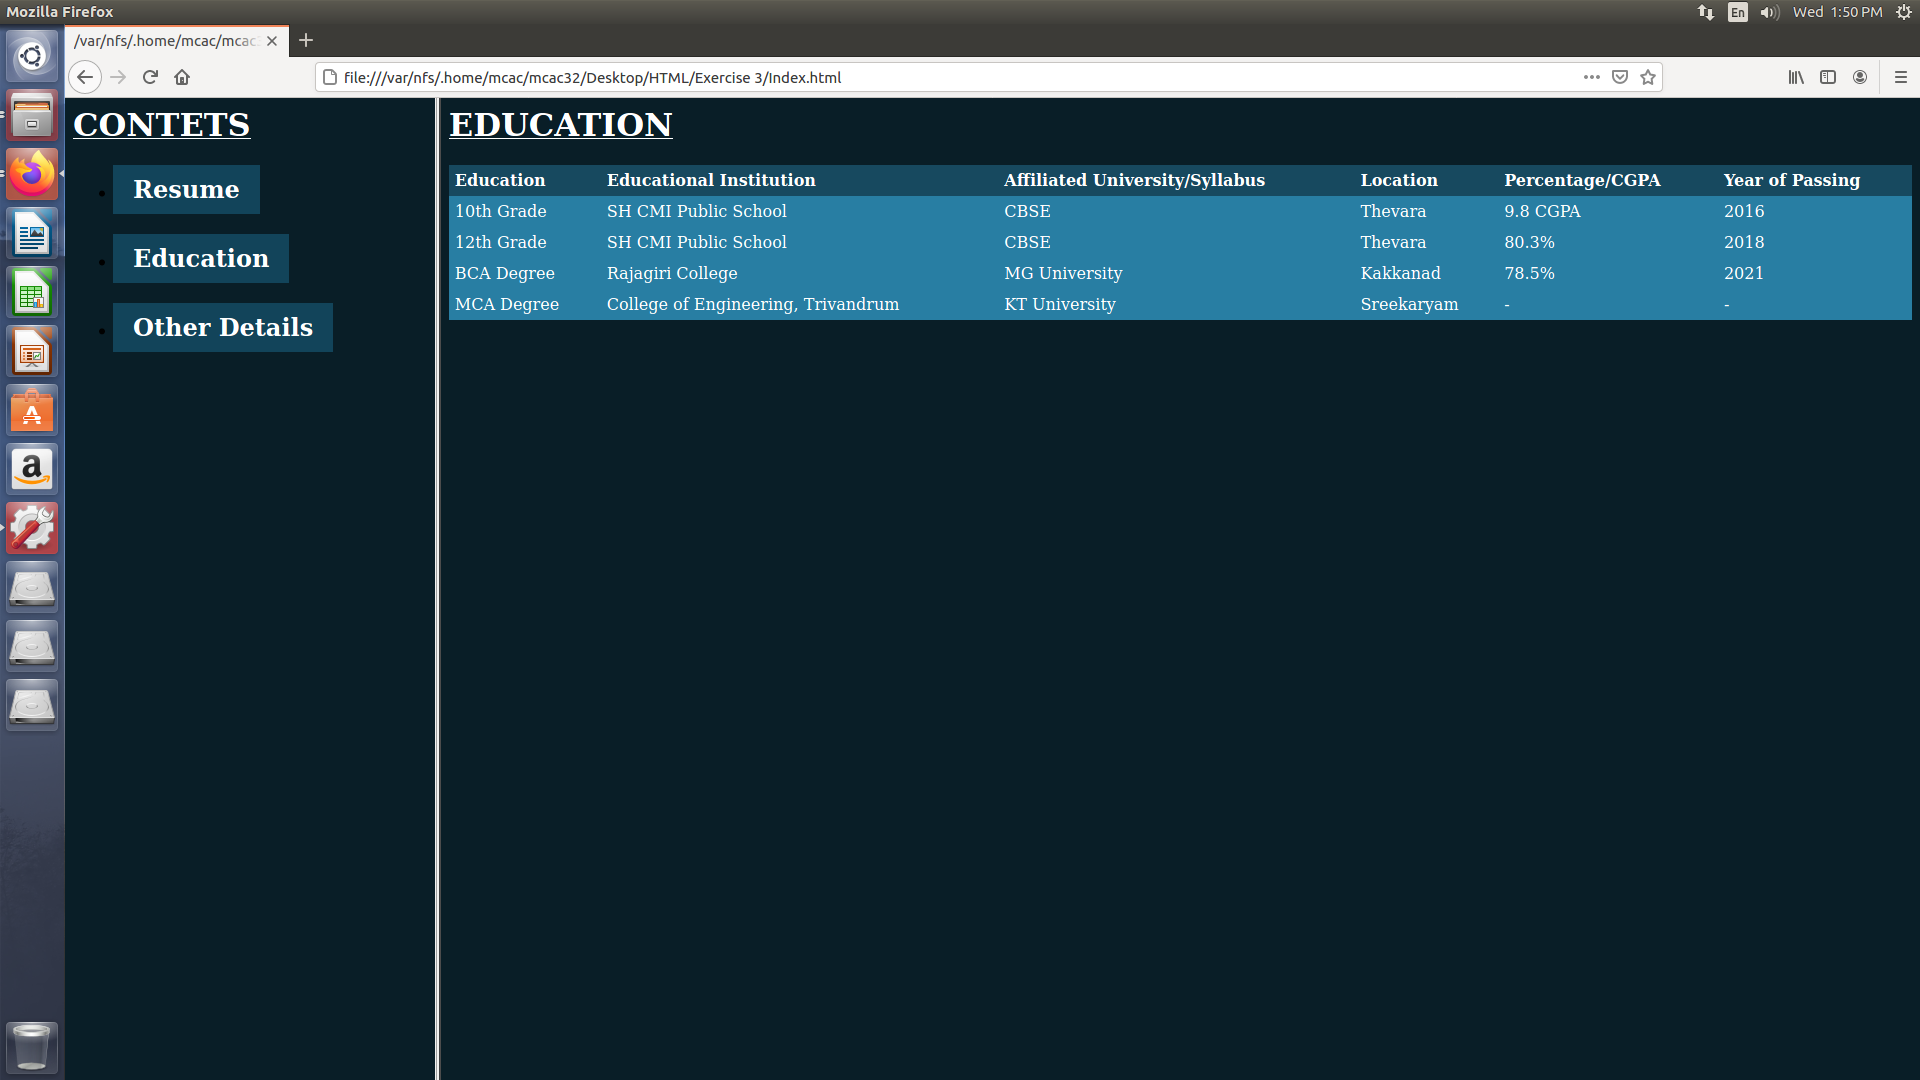 Mozilla Firefox
En
Wed 1:50 PM
/var/nfs/.home/mcac/mcac
file:///var/nfs/.home/mcac/mcac32/Desktop/HTML/Exercise 3/Index.html
CONTETS
Resume
Education
Other Details
EDUCATION
Education Educational Institution Affiliated University/Syllabus Location Percentage/CGPA Year of Passing
10th Grade SH CMI Public School CBSE Thevara 9.8 CGPA 2016
12th Grade SH CMI Public School CBSE Thevara 80.3% 2018
BCA Degree Rajagiri College MG University Kakkanad 78.5% 2021
MCA Degree College of Engineering, Trivandrum KT University Sreekaryam - -